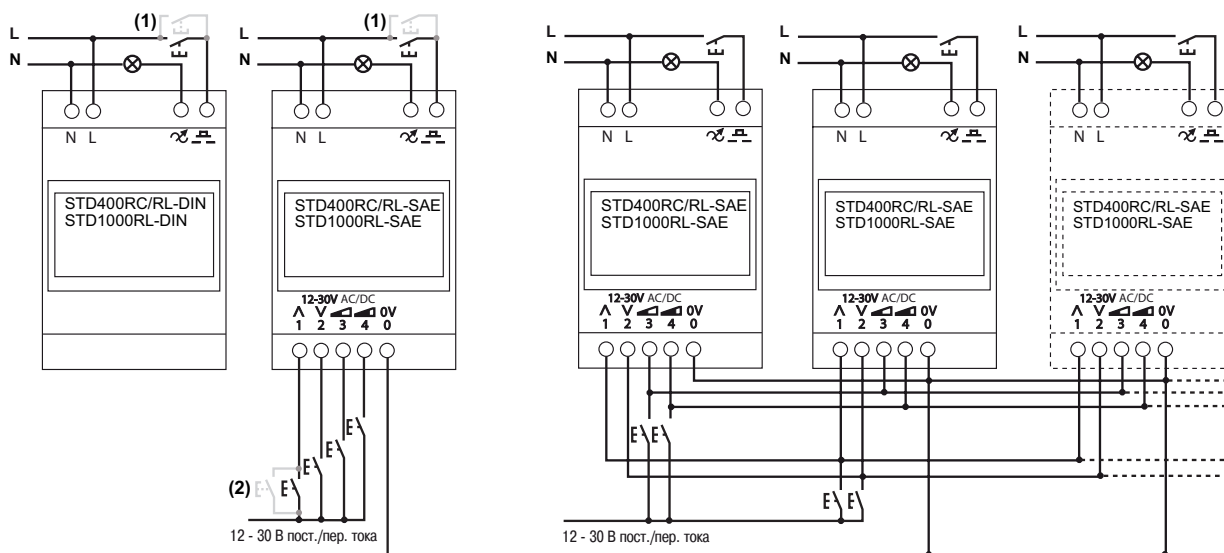 (1)
L
N
N L
STD400RC/RL-DIN
STD1000RL-DIN
(1)
L
N
N L
STD400RC/RL-SAE
STD1000RL-SAE
12-30V AC/DC
0V
1 2 3 4 0
(2)
12 - 30 В пост./пер. тока
L
N
N L
STD400RC/RL-SAE
STD1000RL-SAE
12-30V AC/DC
0V
1 2 3 4 0
12 - 30 В пост./пер. тока
L
N
N L
STD400RC/RL-SAE
STD1000RL-SAE
12-30V AC/DC
0V
1 2 3 4 0
L
N
N L
STD400RC/RL-SAE
STD1000RL-SAE
12-30V AC/DC
0V
1 2 3 4 0